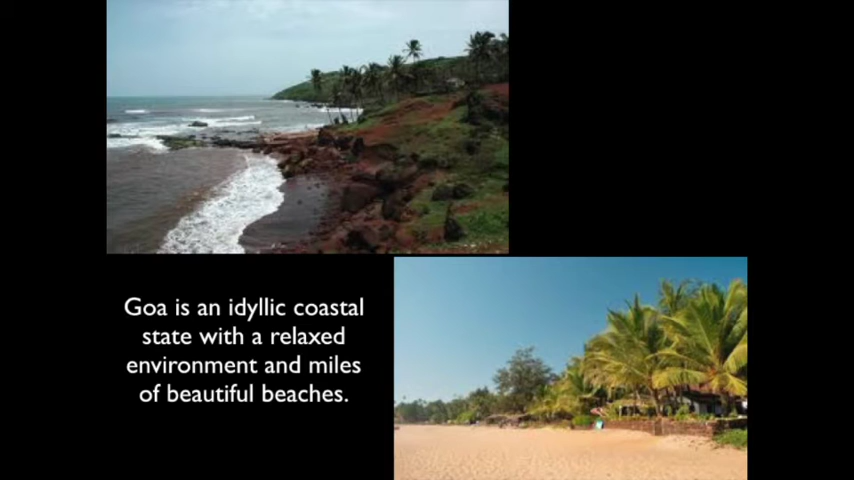 Goa is an idyllic coastal
state with a relaxed
environment and miles
of beautiful beaches.